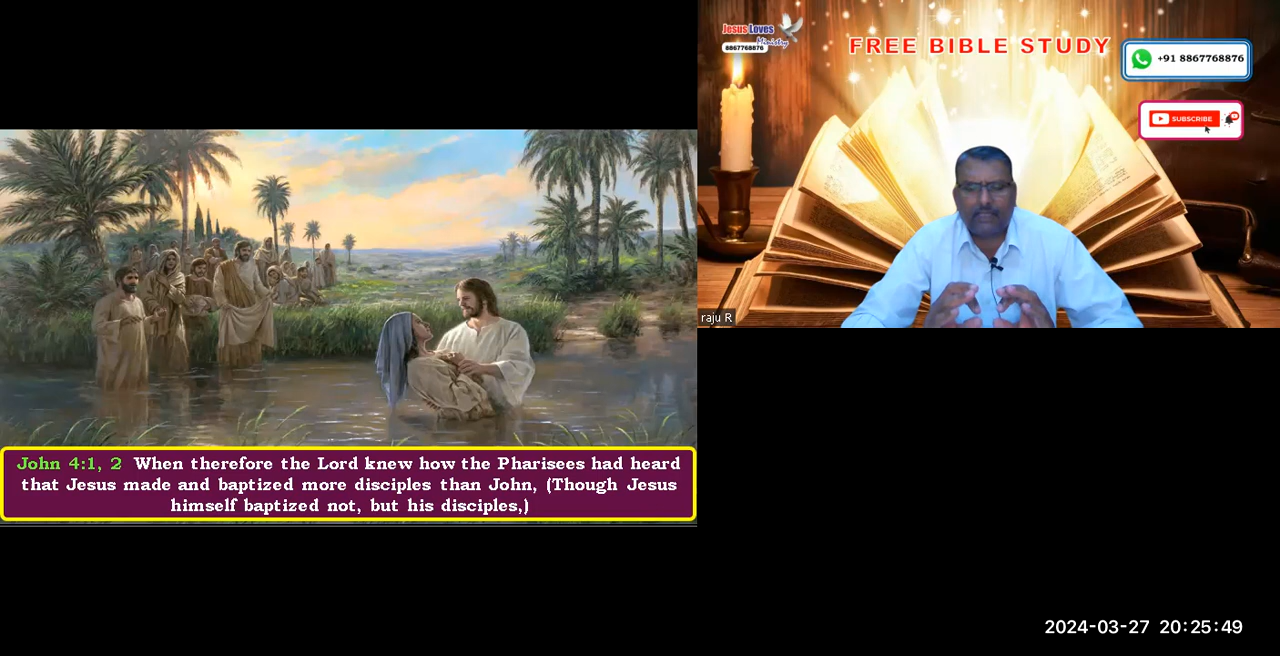 John 4:1, 2 When therefore the Lord knew how the Pharisees had heard
that Jesus made and baptized more disciples than John, (Though Jesus
himself baptized not, but his disciples,)
Jesus Loves
Ministry
8867768876
FREE BIBLE STUDY
+91 8867768876
SUBSCRIBE
raju R
2024-03-27 20:25:49